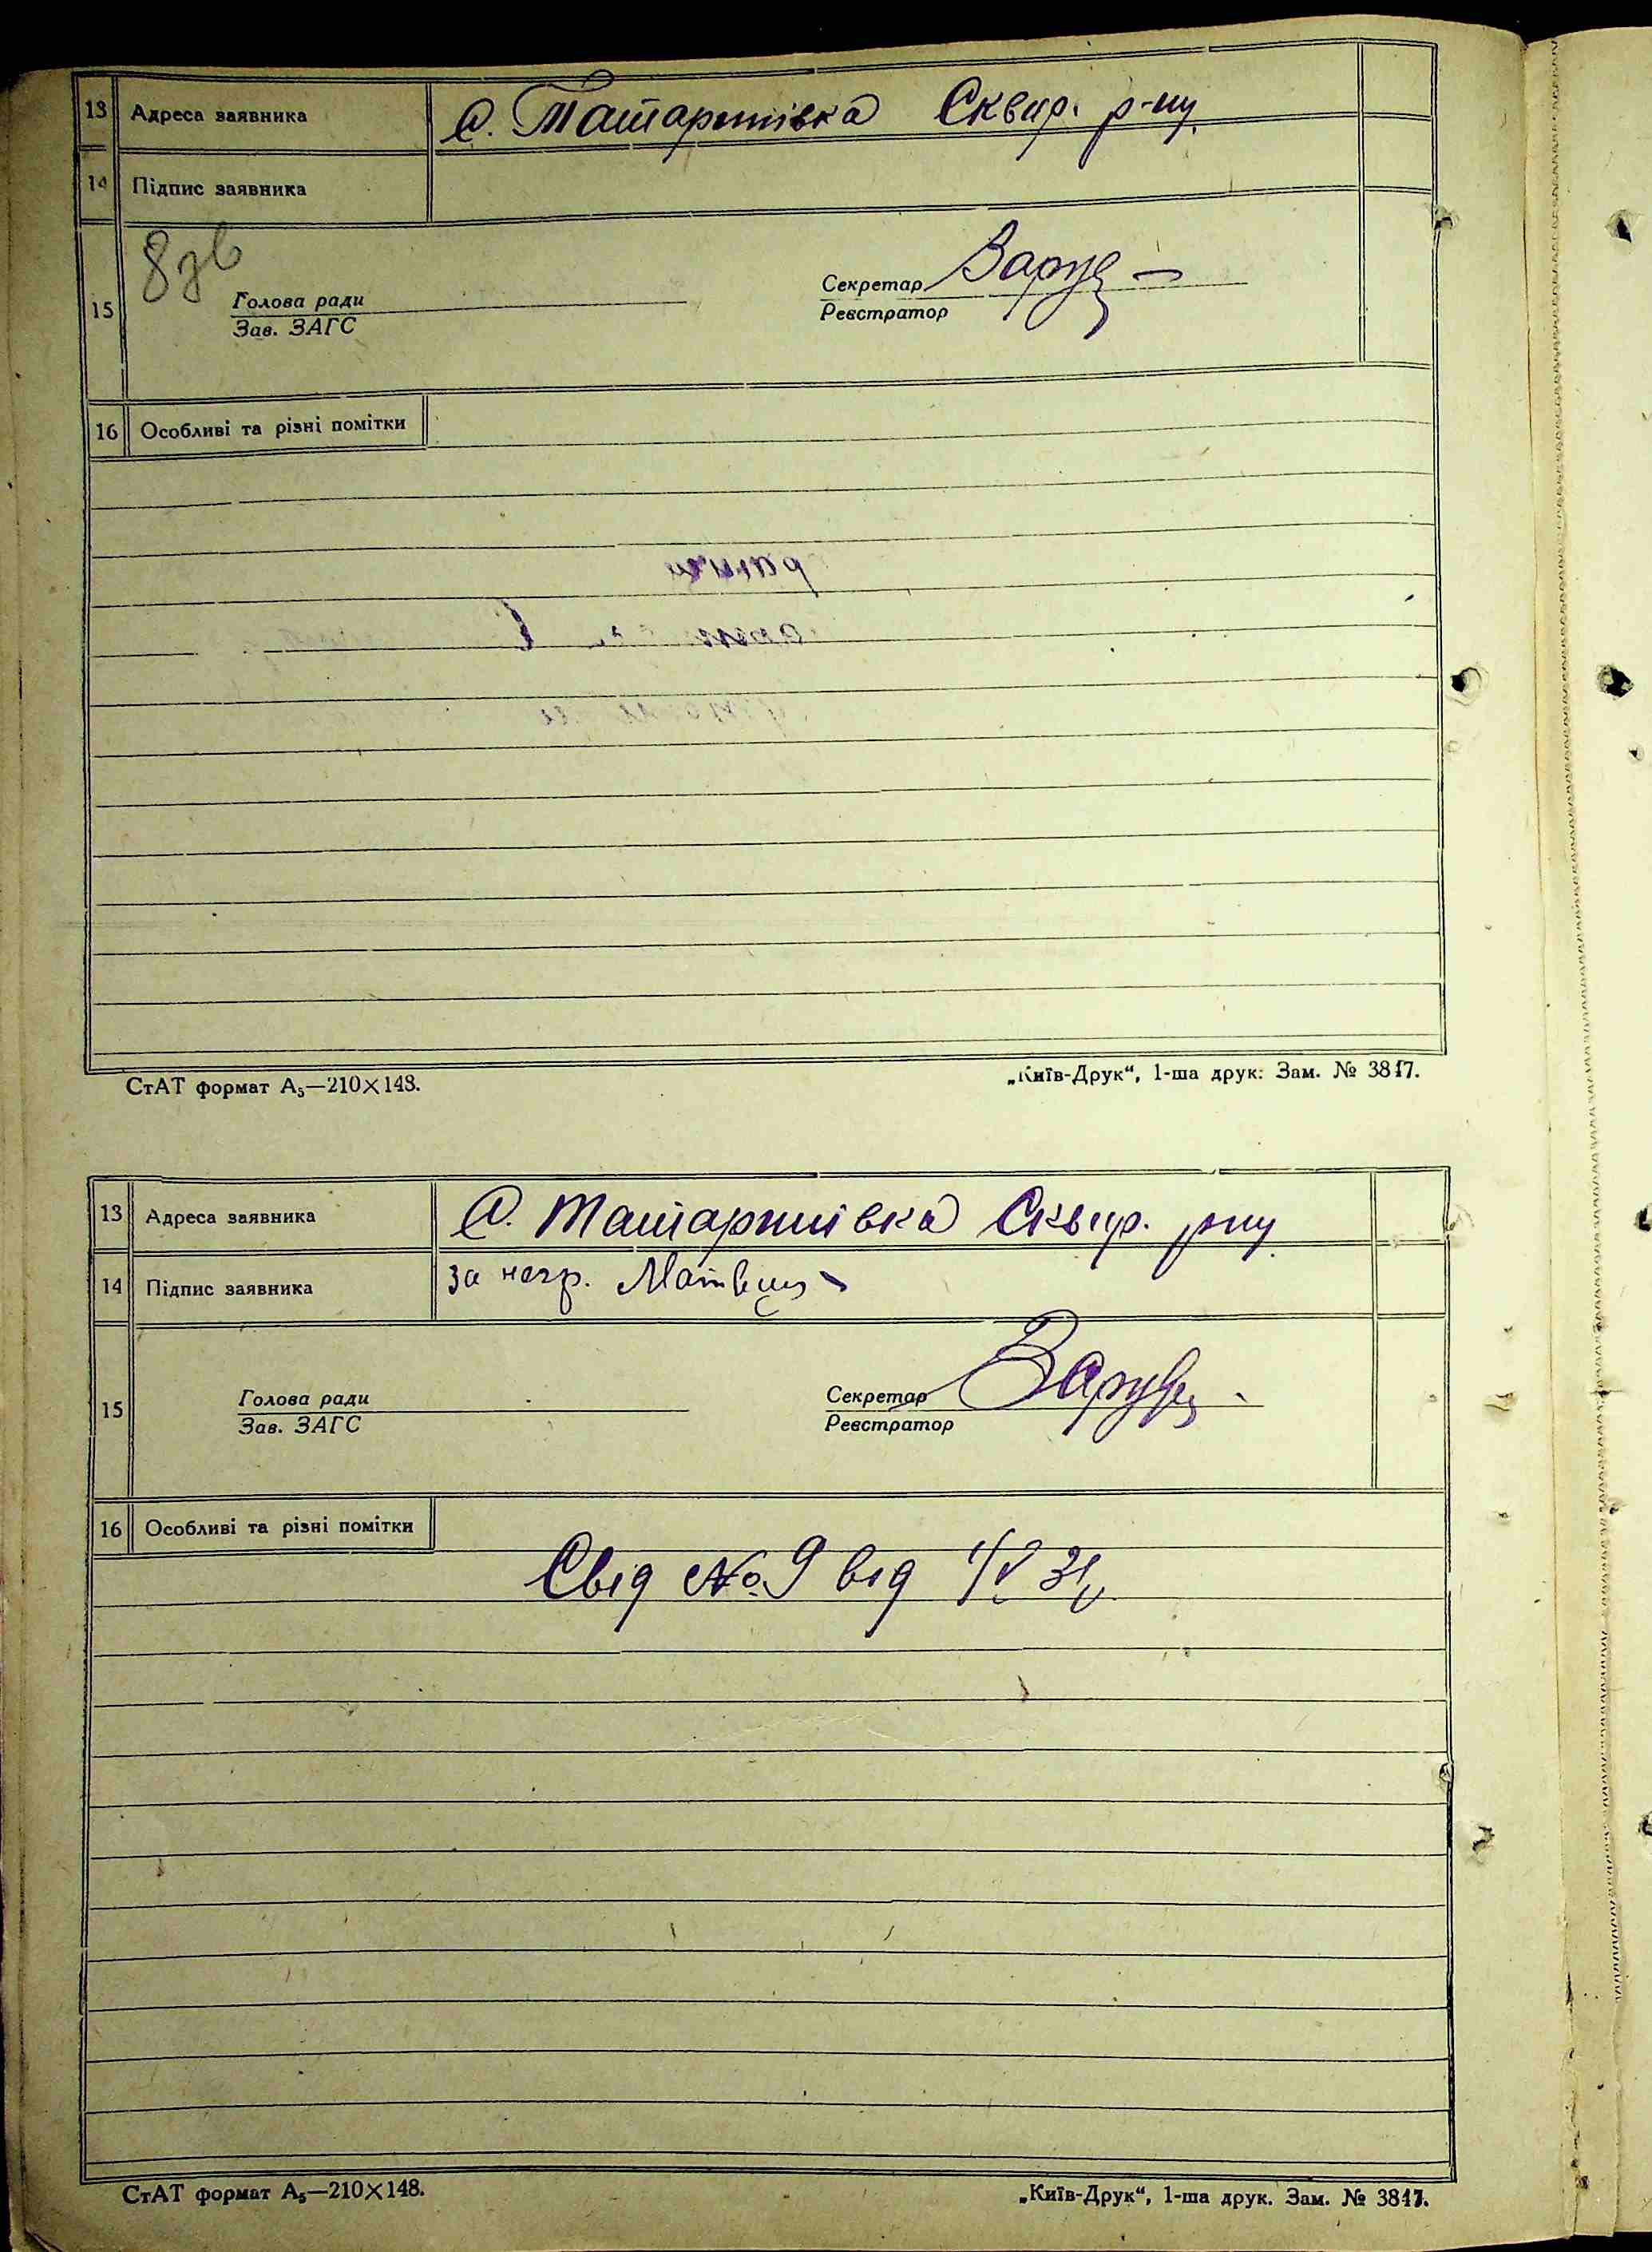 13 Адреса заявника С. Татаринівка Сквир. р-ну
14 Підпис заявника
15
Секретар
Голова ради
Реєстратор
Зав. ЗАГС
16 Особливі та різні помітки
СтАТ формат А₅—210×148.
„Київ-Друк“, 1-ша друк. Зам. № 3817.
13 Адреса заявника С. Татаринівка Сквир. р-ну
14 Підпис заявника за негр.
15
Голова ради
Секретар
Зав. ЗАГС
Реєстратор
16 Особливі та різні помітки
Свід № 9 від
СтАТ формат А₅—210×148.
„Київ-Друк“, 1-ша друк. Зам. № 3817.